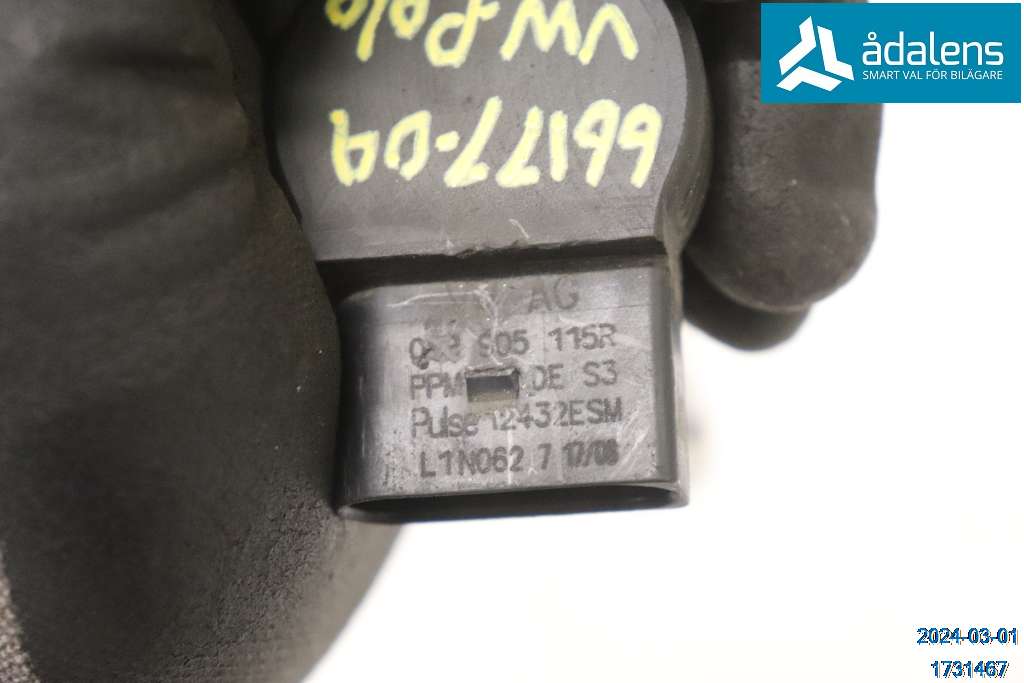 ådalens
SMART VAL FÖR BILÄGARE
VW Polo
66177-09
AG
905 115R
PPM DE S3
Pulse 12432ESM
L1N062 7 17/08
2024-03-01
1731467